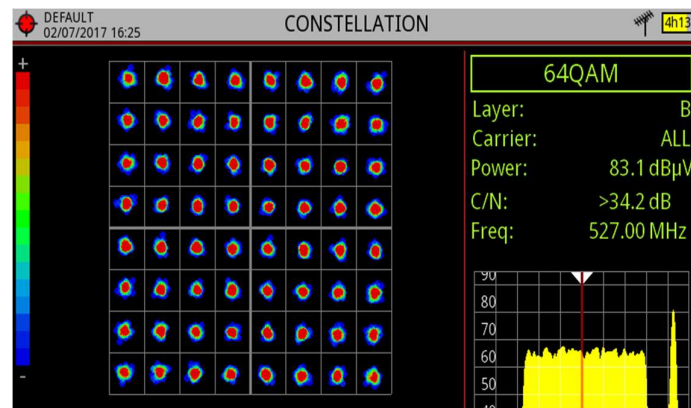 DEFAULT
02/07/2017 16:25
CONSTELLATION
4h13
+
-
64QAM
Layer: B
Carrier: ALL
Power: 83.1 dBµV
C/N: >34.2 dB
Freq: 527.00 MHz
90
80
70
60
50